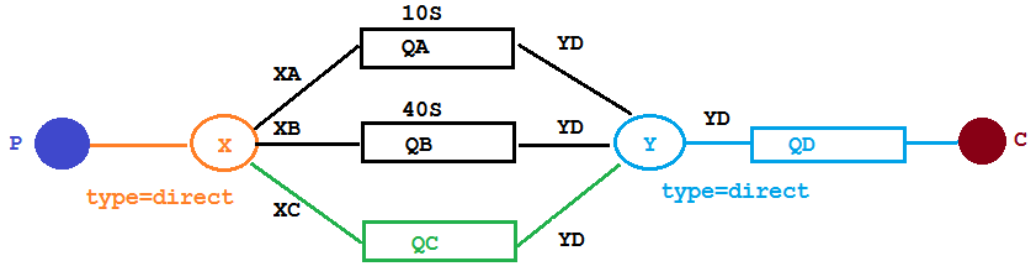 10S
QA
YD
XA
40S
XB
YD
YD
P
X
QB
Y
QD
C
type=direct
type=direct
XC
QC
YD